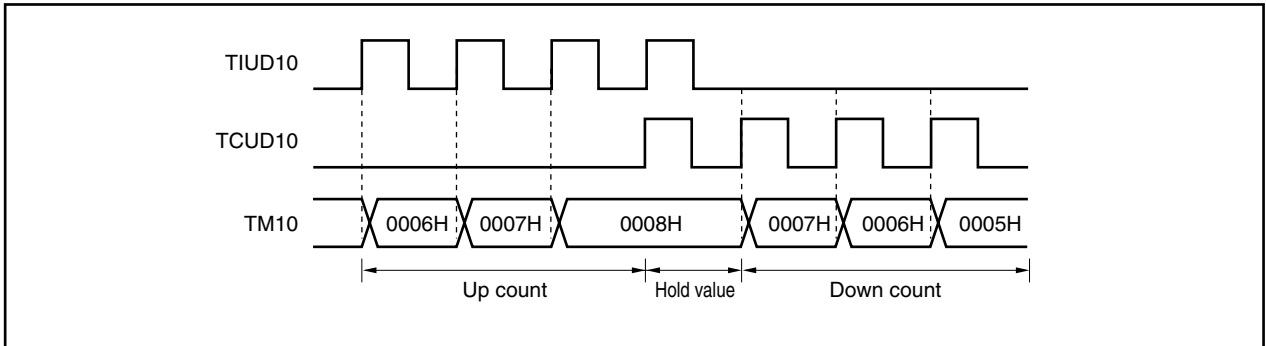 TIUD10
TCUD10
TM10 0006H 0007H 0008H 0007H 0006H 0005H
Up count Hold value Down count